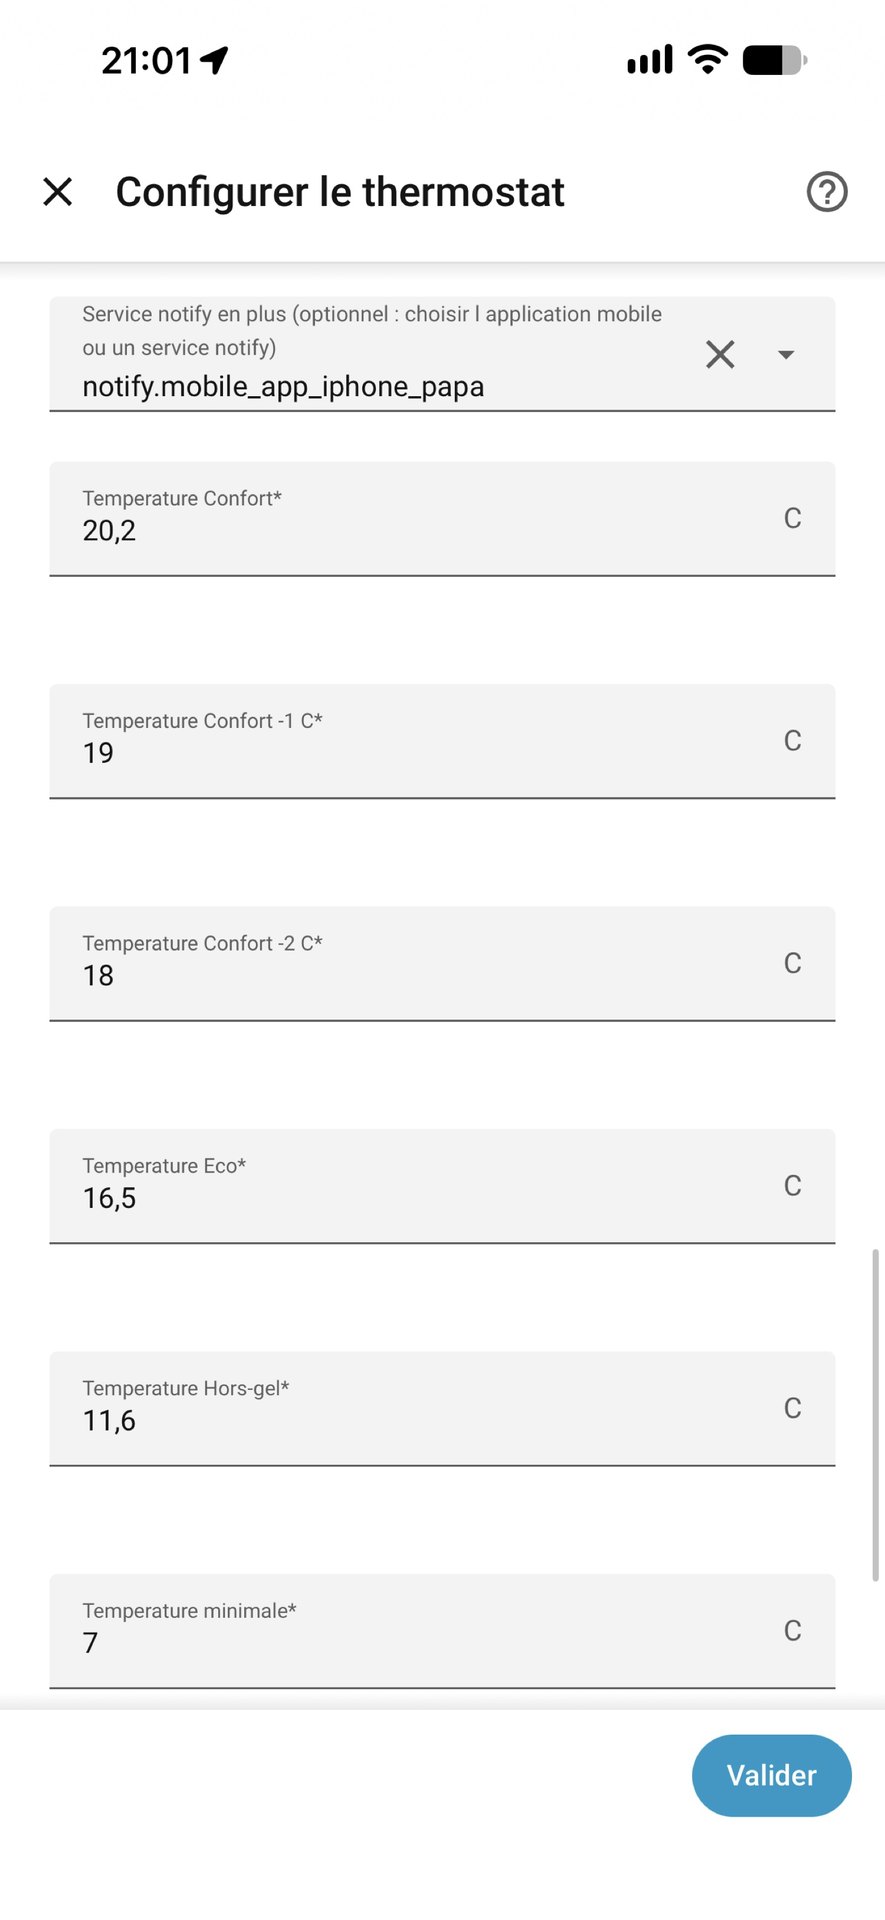 21:01
Configurer le thermostat
Service notify en plus (optionnel : choisir l application mobile
ou un service notify)
notify.mobile_app_iphone_papa
Temperature Confort*
20,2
C
Temperature Confort -1 C*
19
C
Temperature Confort -2 C*
18
C
Temperature Eco*
16,5
C
Temperature Hors-gel*
11,6
C
Temperature minimale*
7
C
Valider